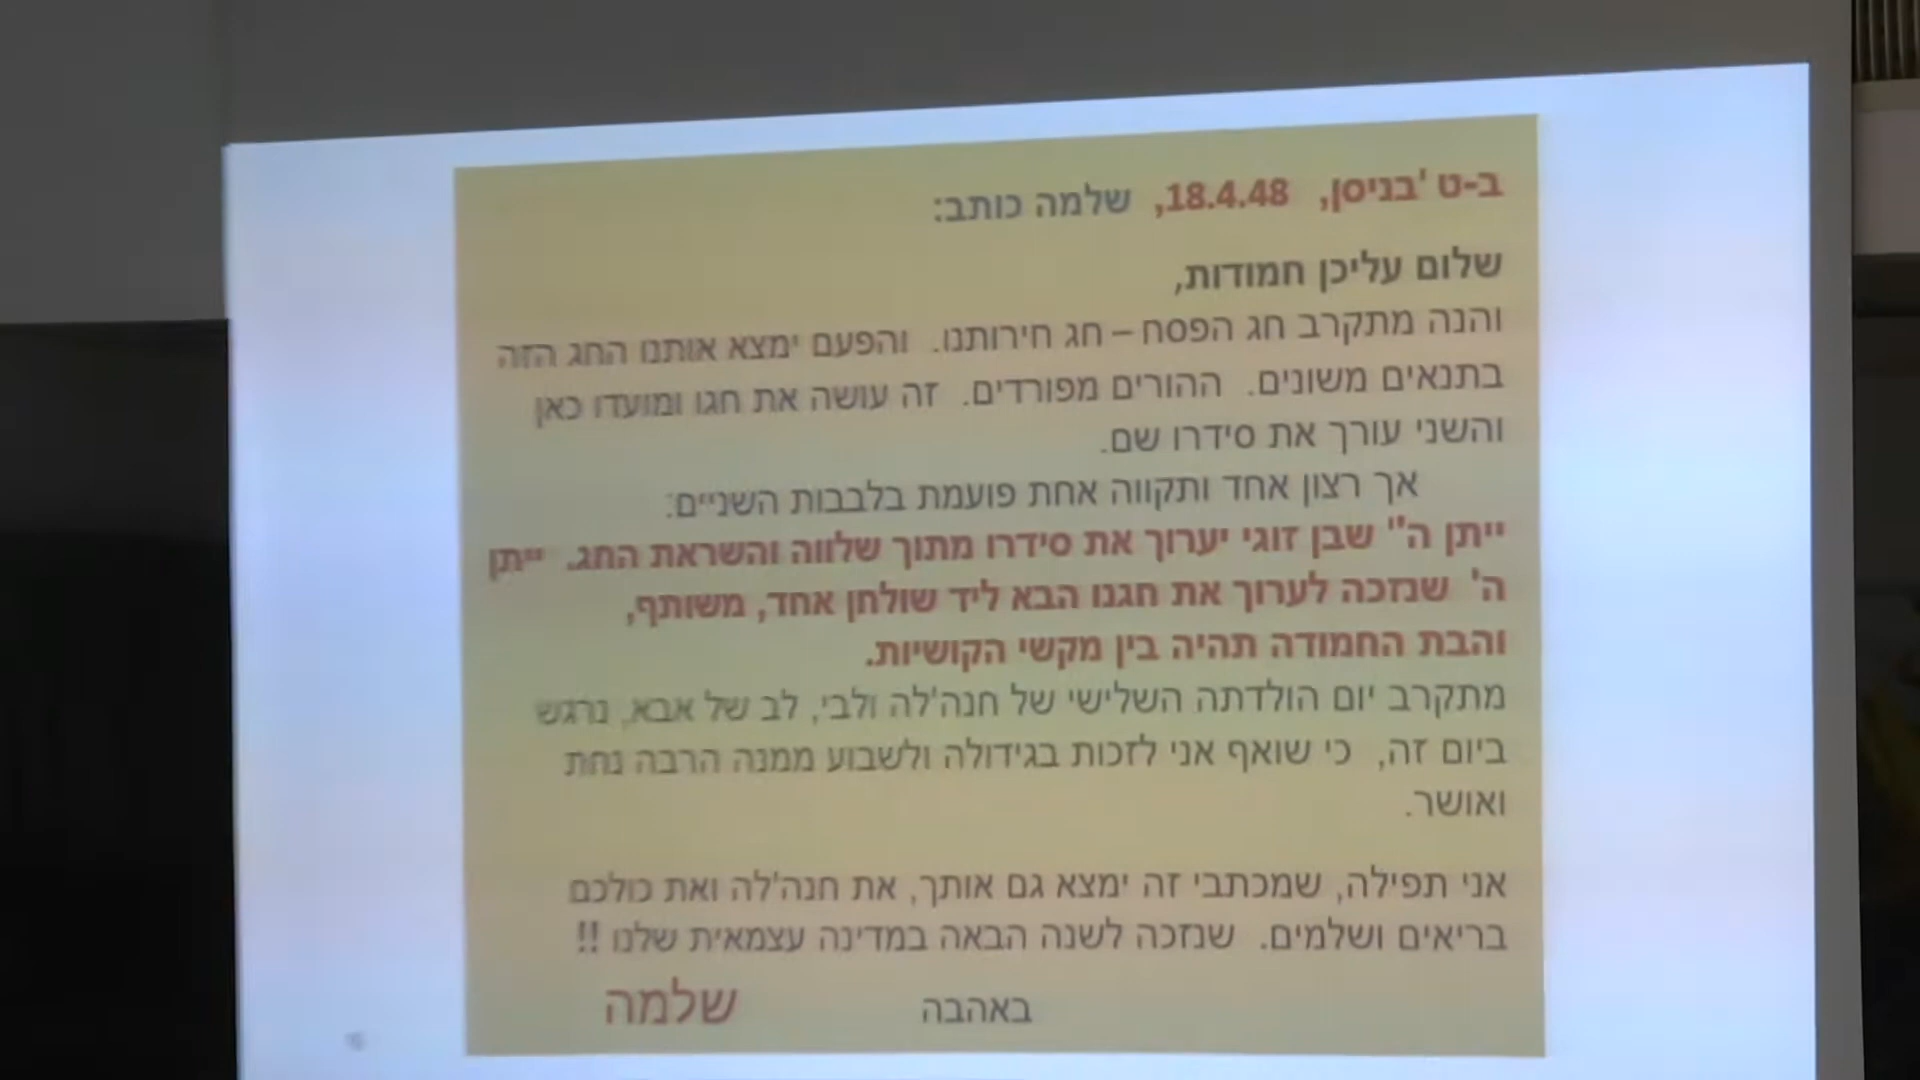 ב-ט 'בניסן, 18.4.48, שלמה כותב:
שלום עליכן חמודות,
והנה מתקרב חג הפסח – חג חירותנו. והפעם ימצא אותנו החג הזה
בתנאים משונים. ההורים מפורדים. זה עושה את חגו ומועדו כאן
והשני עורך את סידרו שם.
אך רצון אחד ותקווה אחת פועמת בלבבות השניים:
ייתן ה'' שבן זוגי יערוך את סידרו מתוך שלווה והשראת החג. ייתן
ה' שנזכה לערוך את חגנו הבא ליד שולחן אחד, משותף,
והבת החמודה תהיה בין מקשי הקושיות.
מתקרב יום הולדתה השלישי של חנה'לה ולבי, לב של אבא, נרגש
ביום זה, כי שואף אני לזכות בגידולה ולשבוע ממנה הרבה נחת
ואושר.
אני תפילה, שמכתבי זה ימצא גם אותך, את חנה'לה ואת כולכם
בריאים ושלמים. שנזכה לשנה הבאה במדינה עצמאית שלנו !!
באהבה שלמה